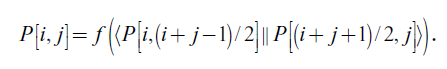 P[i, j] = f(⟨P[i,(i + j−1)/2] || P[(i + j+1)/2, j]⟩).